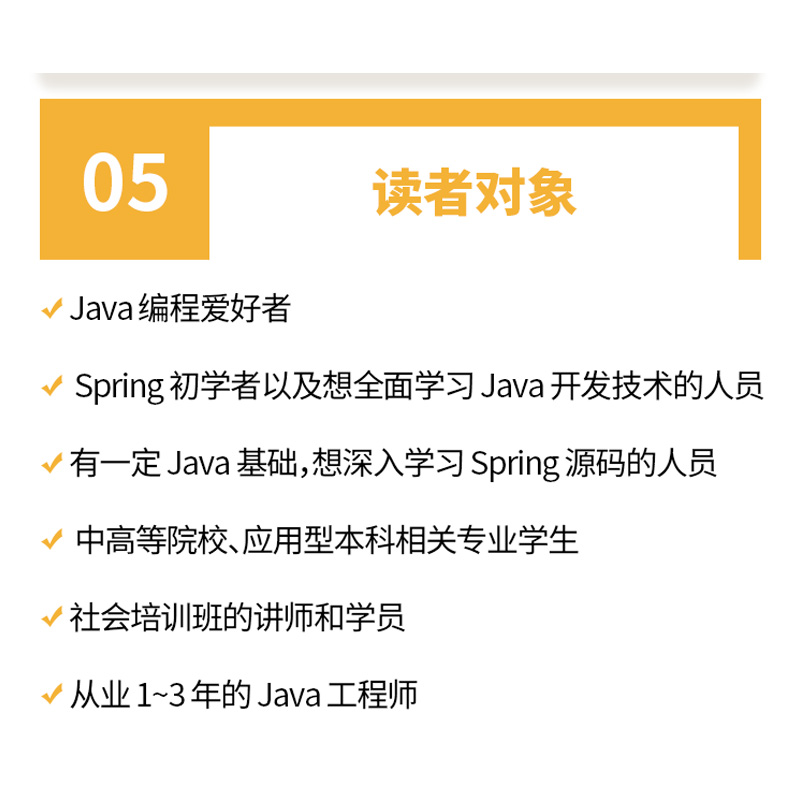 05
读者对象
Java 编程爱好者
Spring 初学者以及想全面学习 Java 开发技术的人员
有一定 Java 基础，想深入学习 Spring 源码的人员
中高等院校、应用型本科相关专业学生
社会培训班的讲师和学员
从业 1~3 年的 Java 工程师